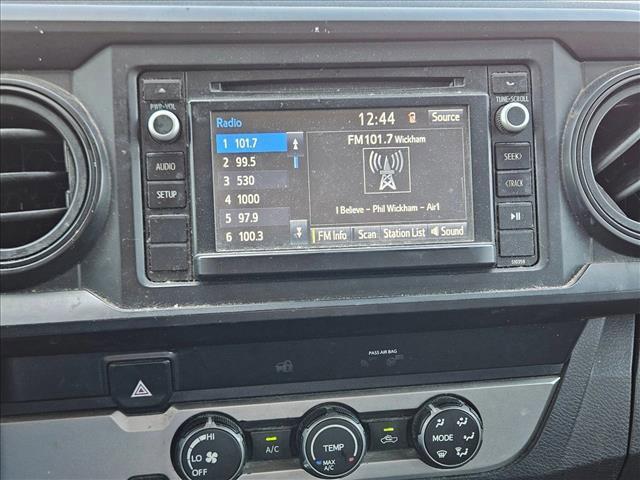 PWR·VOL
TUNE·SCROLL
Radio
12:44
Source
1 101.7
2 99.5
3 530
4 1000
5 97.9
6 100.3
FM101.7 Wickham
I Believe - Phil Wickham - Air1
FM Info
Scan
Station List
Sound
AUDIO
SETUP
SEEK>
<TRACK
510359
PASS AIR BAG
HI
LO
OFF
A/C
TEMP
MAX
A/C
MODE